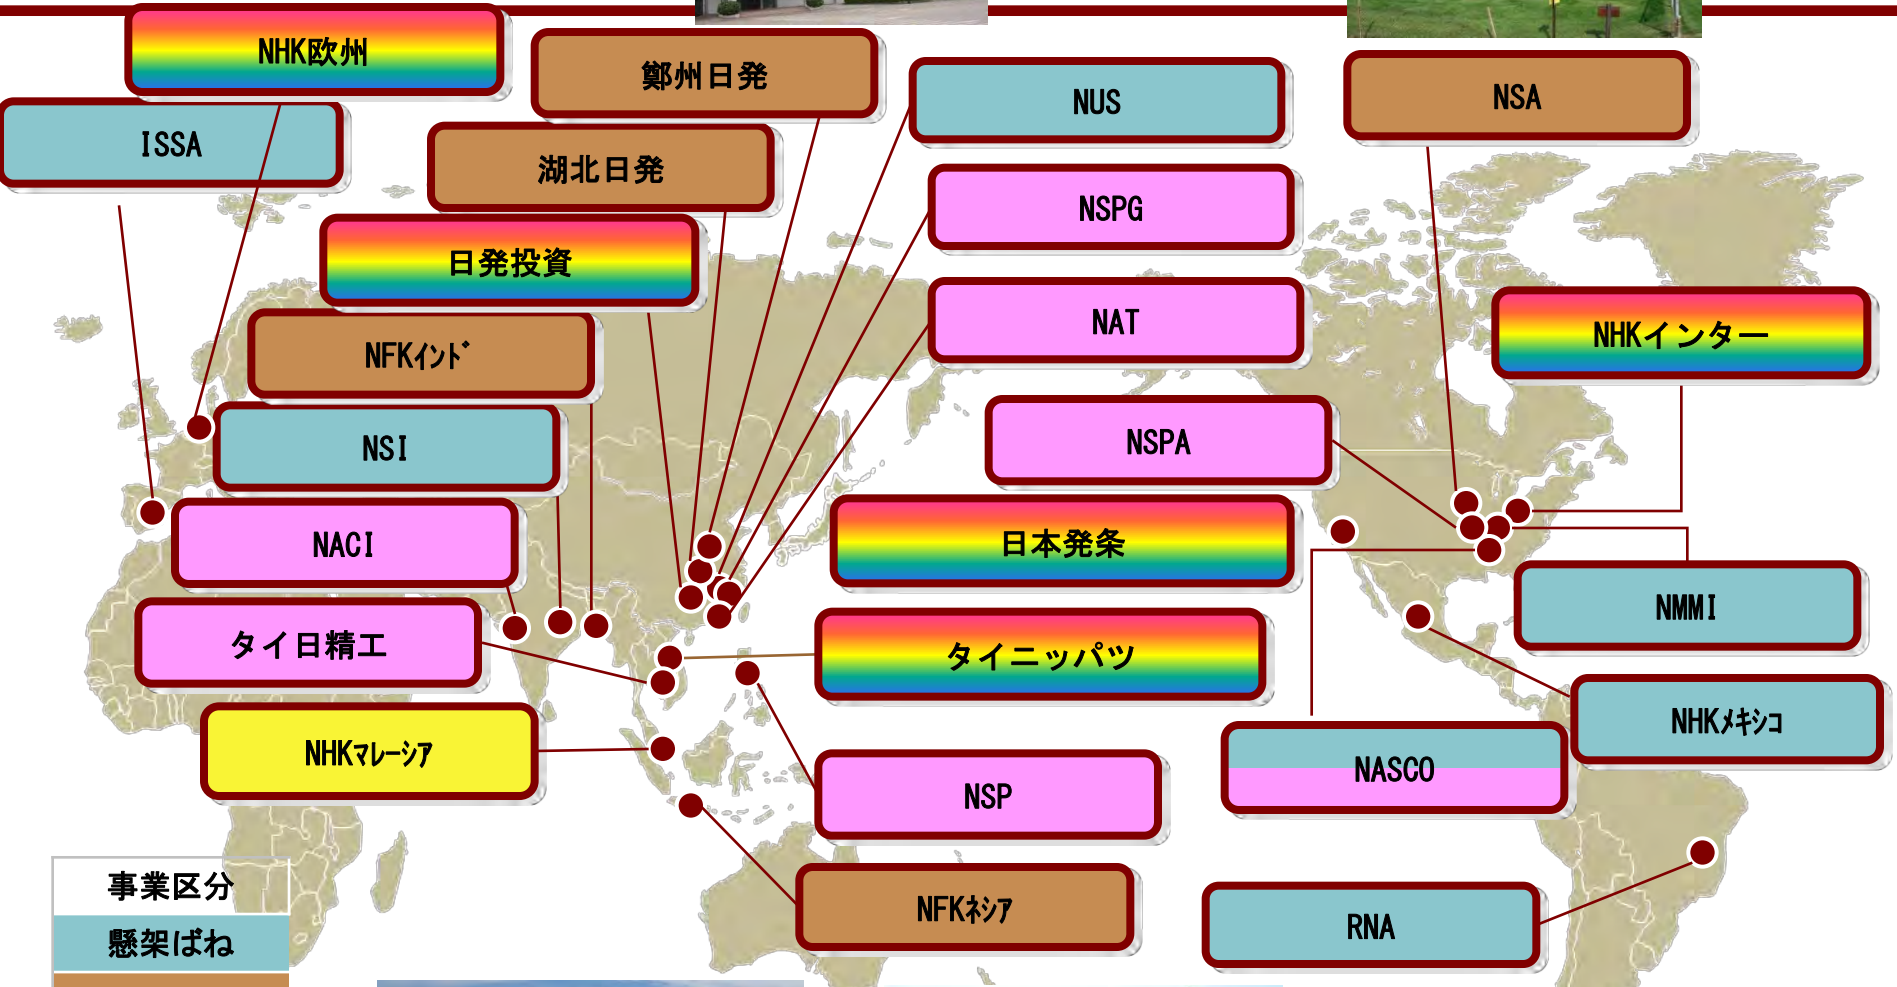 NHK欧州
鄭州日発
NUS
NSA
ISSA
湖北日発
NSPG
日発投資
NAT
NHKインター
NFKｲﾝﾄﾞ
NSI
NSPA
NACI
日本発条
タイ日精工
タイニッパツ
NMMI
NHKﾏﾚｰｼｱ
NSP
NASCO
NHKﾒｷｼｺ
NFKﾈｼｱ
RNA
事業区分
懸架ばね